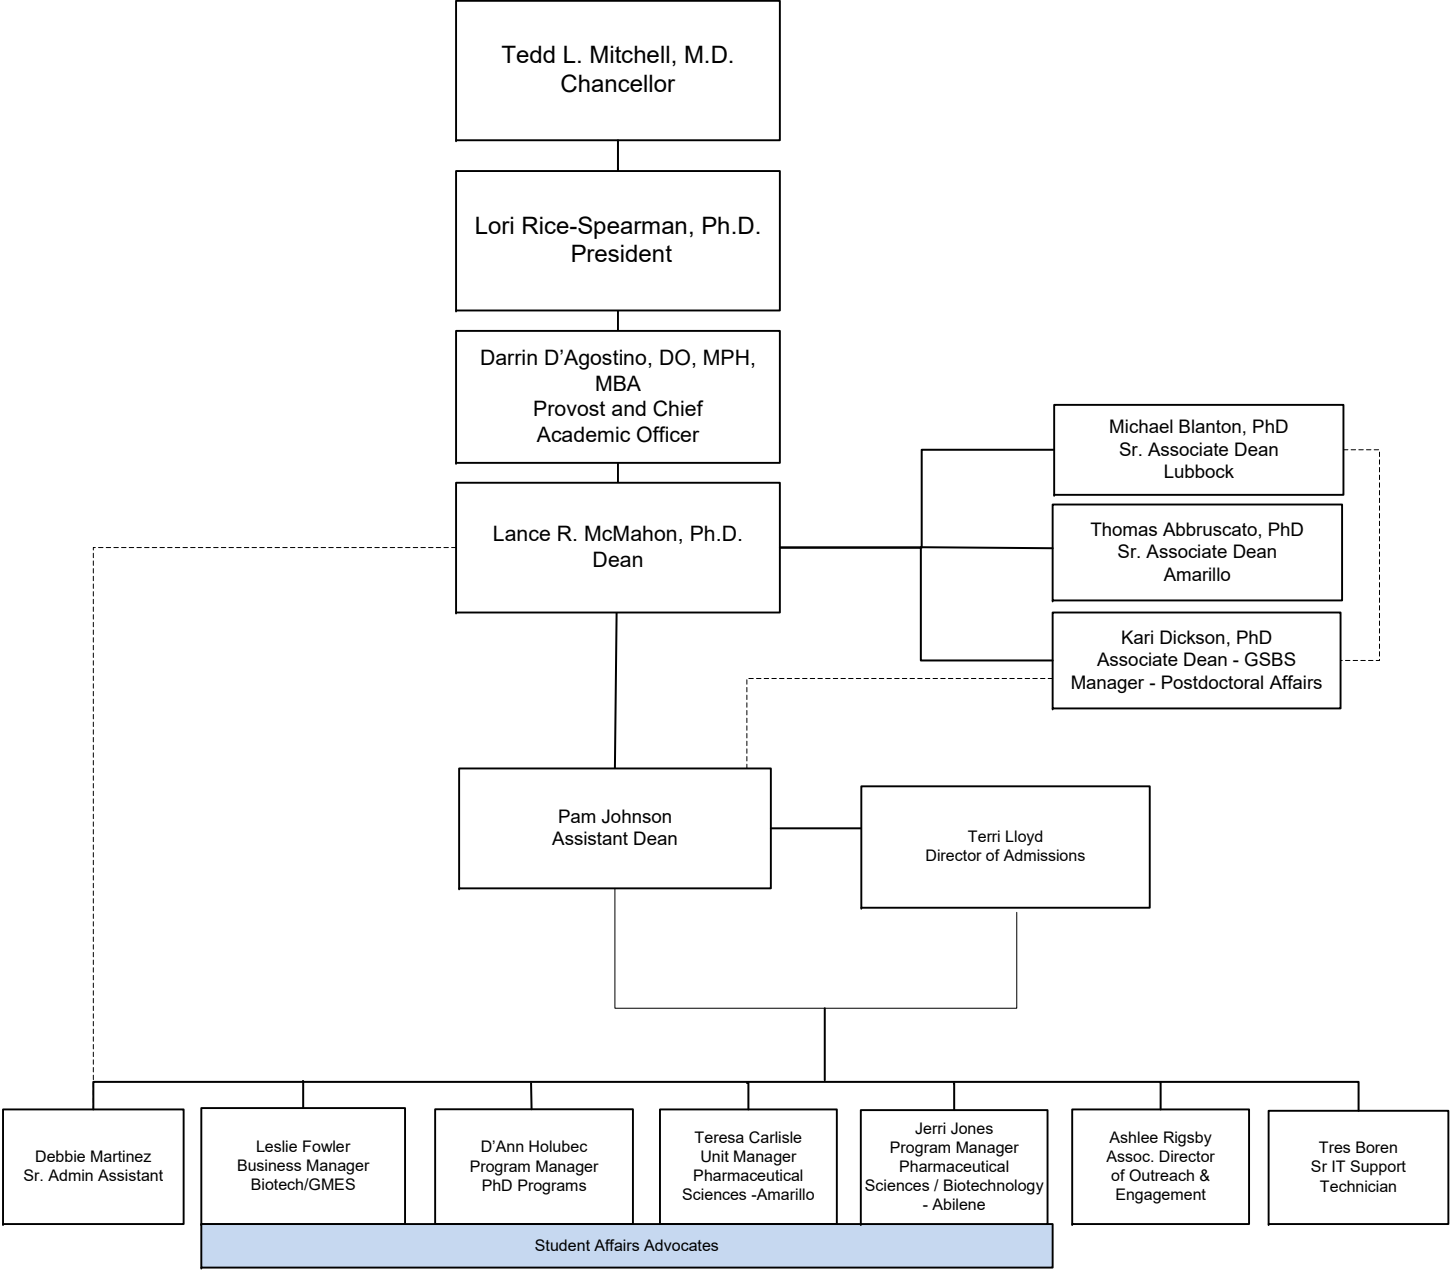 Tedd L. Mitchell, M.D.
Chancellor
Lori Rice-Spearman, Ph.D.
President
Darrin D’Agostino, DO, MPH,
MBA
Provost and Chief
Academic Officer
Lance R. McMahon, Ph.D.
Dean
Michael Blanton, PhD
Sr. Associate Dean
Lubbock
Thomas Abbruscato, PhD
Sr. Associate Dean
Amarillo
Kari Dickson, PhD
Associate Dean - GSBS
Manager - Postdoctoral Affairs
Pam Johnson
Assistant Dean
Terri Lloyd
Director of Admissions
Debbie Martinez
Sr. Admin Assistant
Leslie Fowler
Business Manager
Biotech/GMES
D’Ann Holubec
Program Manager
PhD Programs
Teresa Carlisle
Unit Manager
Pharmaceutical
Sciences -Amarillo
Jerri Jones
Program Manager
Pharmaceutical
Sciences / Biotechnology
- Abilene
Ashlee Rigsby
Assoc. Director
of Outreach &
Engagement
Tres Boren
Sr IT Support
Technician
Student Affairs Advocates